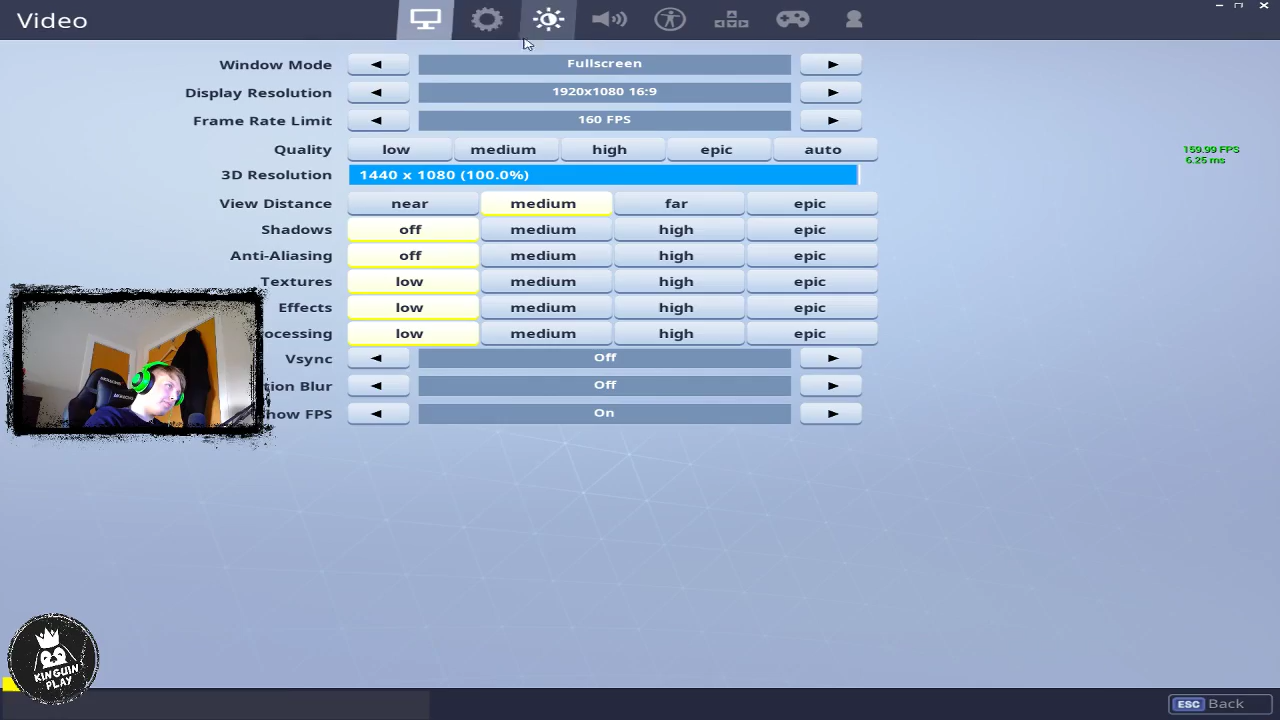 Video
Window Mode Fullscreen
Display Resolution 1920x1080 16:9
Frame Rate Limit 160 FPS
159.99 FPS
6.25 ms
Quality low medium high epic auto
3D Resolution 1440 x 1080 (100.0%)
View Distance near medium far epic
Shadows off medium high epic
Anti-Aliasing off medium high epic
Textures low medium high epic
Effects low medium high epic
ocessing low medium high epic
Vsync Off
ion Blur Off
how FPS On
KINGUIN
PLAY
ESC Back